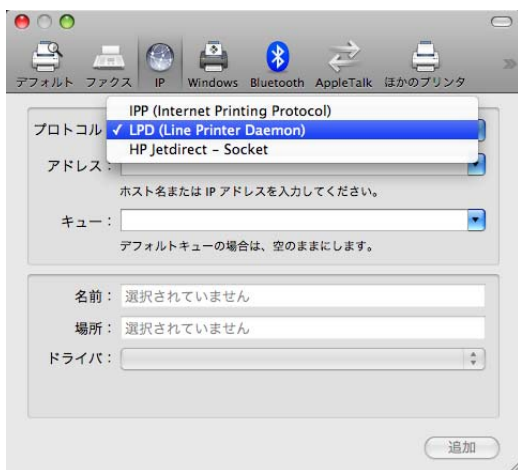 デフォルト ファクス IP Windows Bluetooth AppleTalk ほかのプリンタ
IPP (Internet Printing Protocol)
プロトコル ✓ LPD (Line Printer Daemon)
HP Jetdirect – Socket
アドレス：
ホスト名または IP アドレスを入力してください。
キュー：
デフォルトキューの場合は、空のままにします。
名前： 選択されていません
場所： 選択されていません
ドライバ：
追加